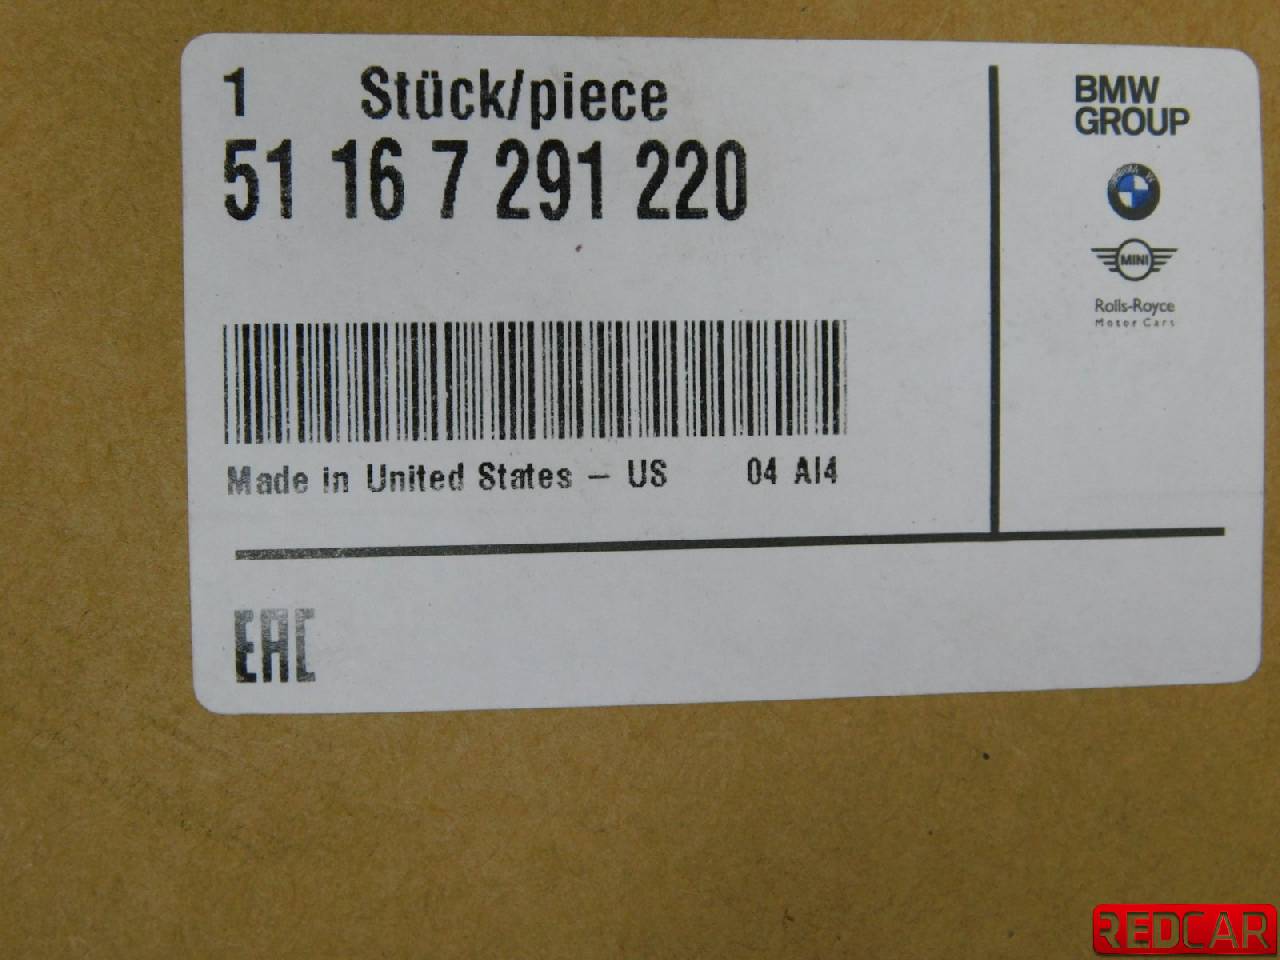 1 Stück/piece
51 16 7 291 220
Made in United States – US 04 AI4
EAC
BMW
GROUP
MINI
Rolls-Royce
Motor Cars
REDCAR